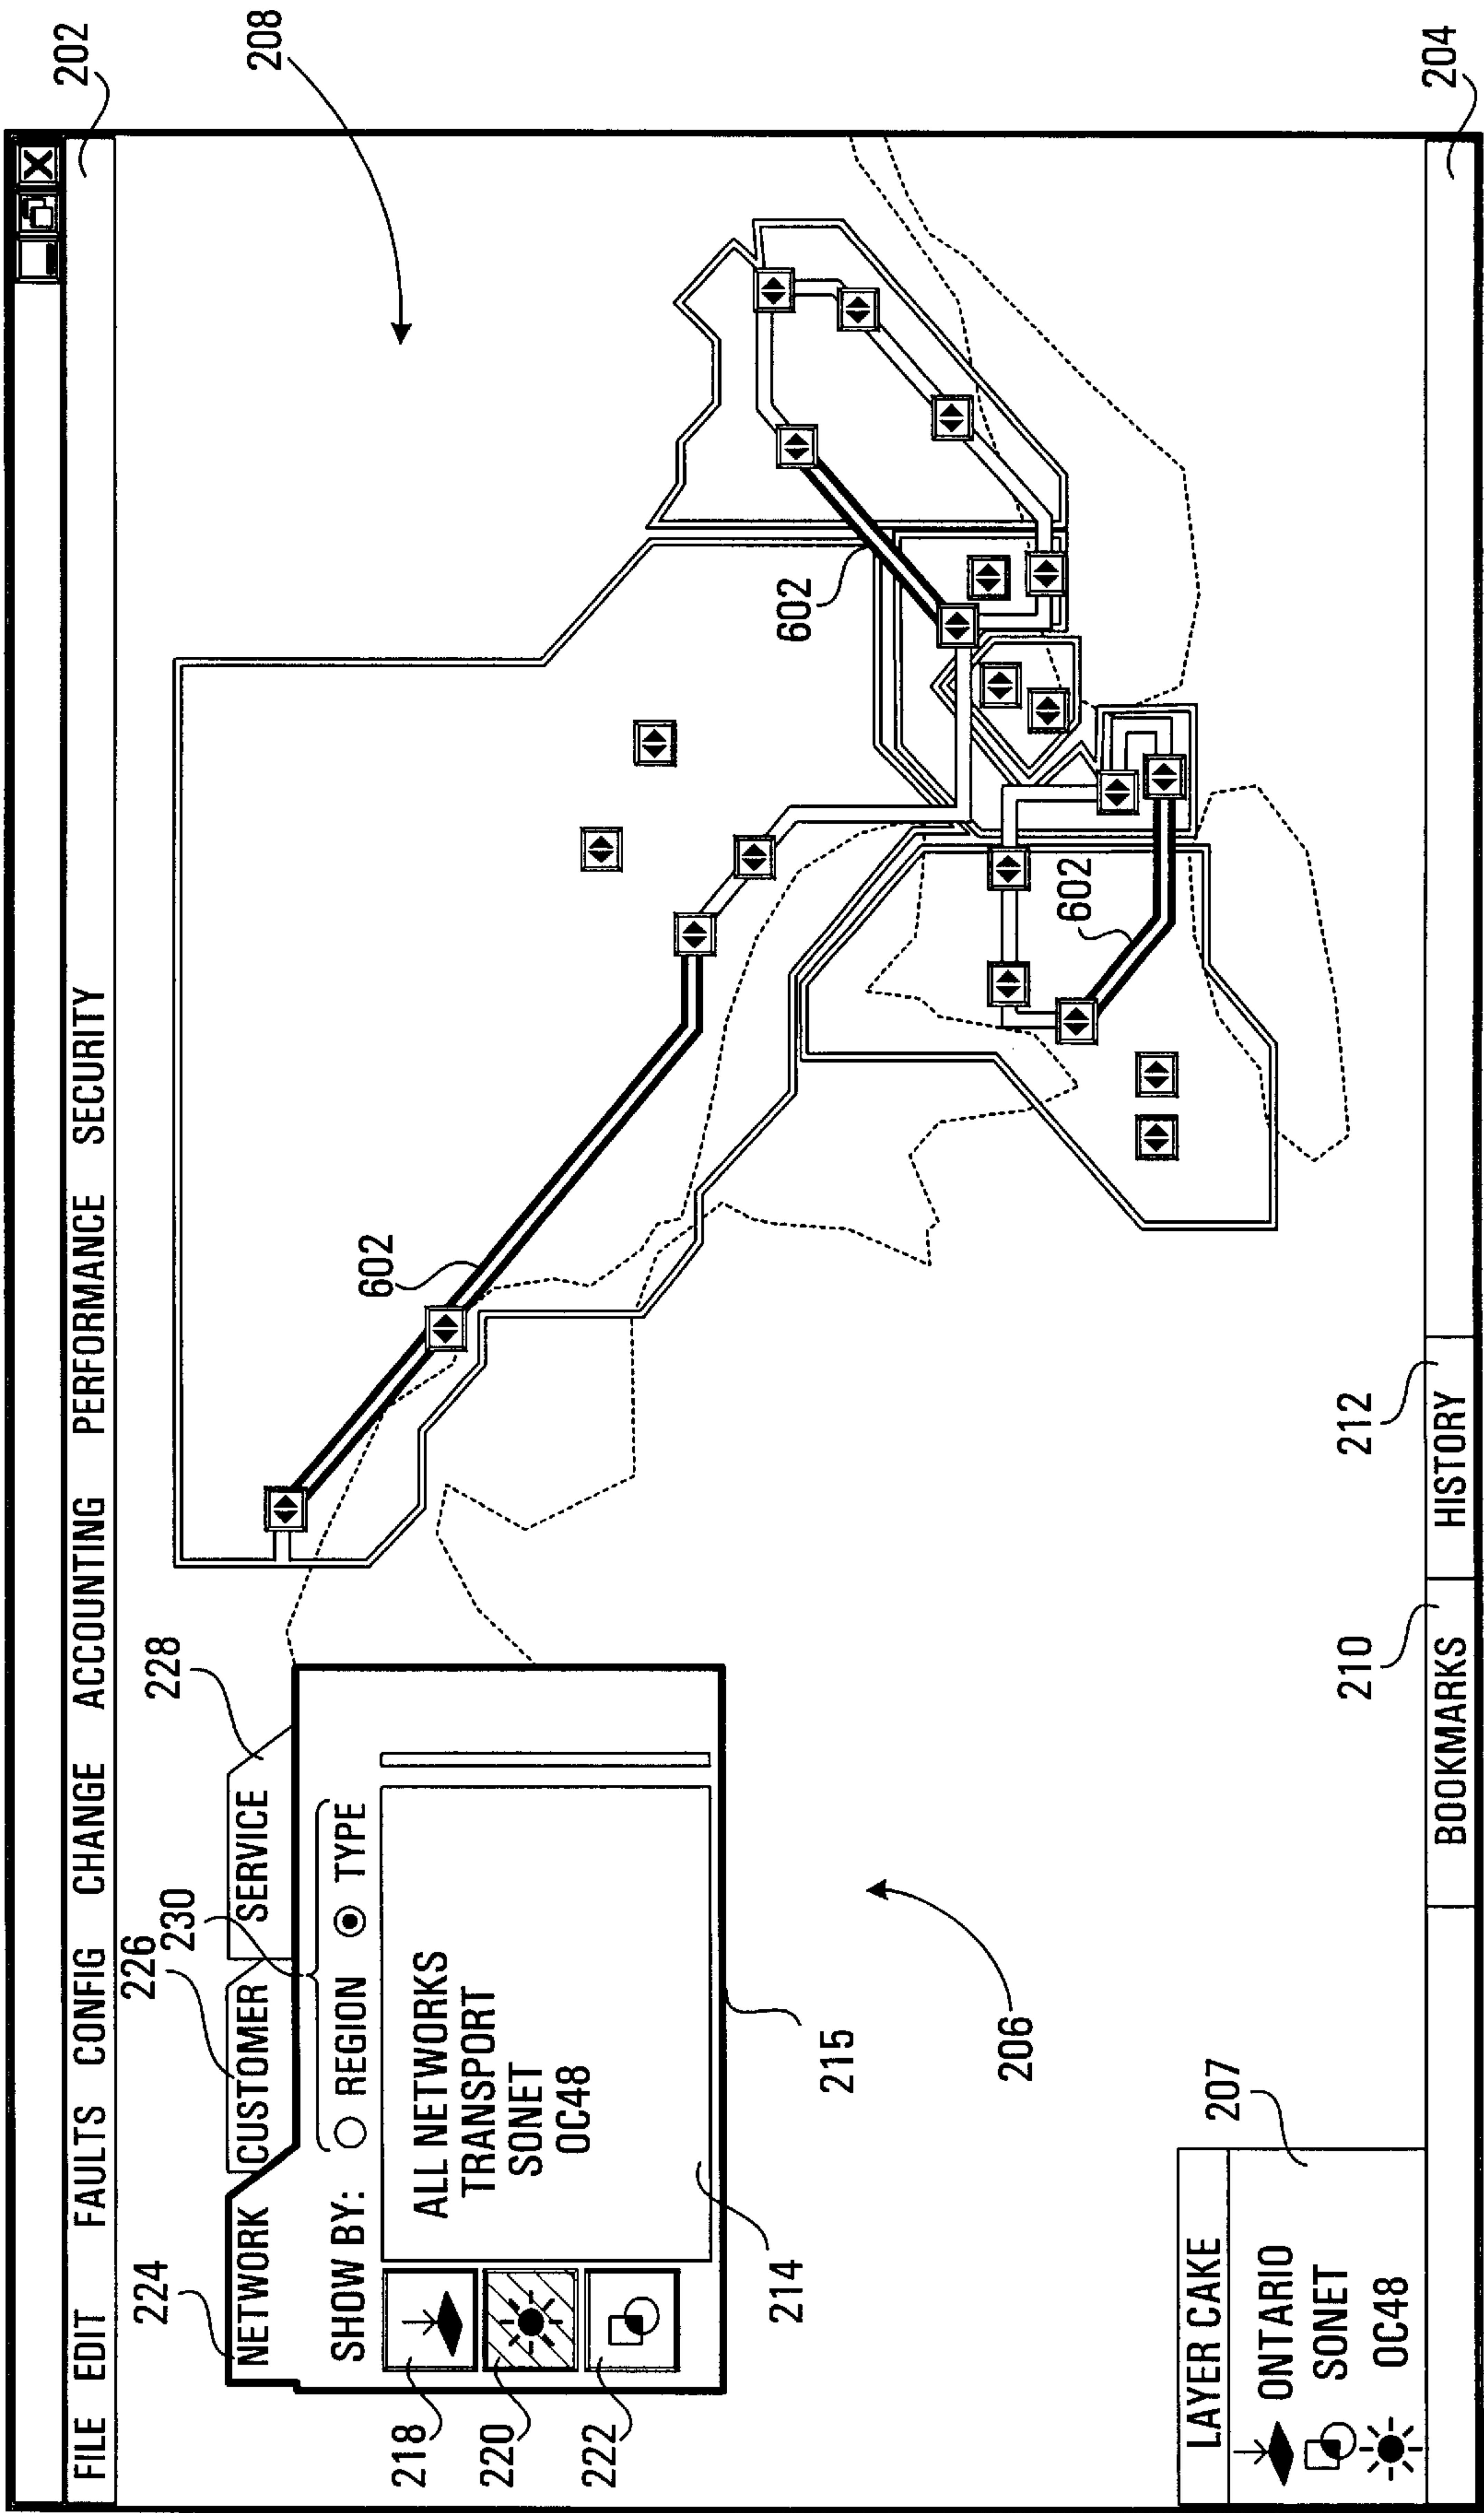 202
208
FILE EDIT FAULTS CONFIG CHANGE ACCOUNTING PERFORMANCE SECURITY
224
226
230
228
NETWORK CUSTOMER SERVICE
SHOW BY: REGION TYPE
218
220
222
ALL NETWORKS
TRANSPORT
SONET
OC48
214
215
206
602
602
602
207
LAYER CAKE
ONTARIO
SONET
OC48
210
212
BOOKMARKS HISTORY
204